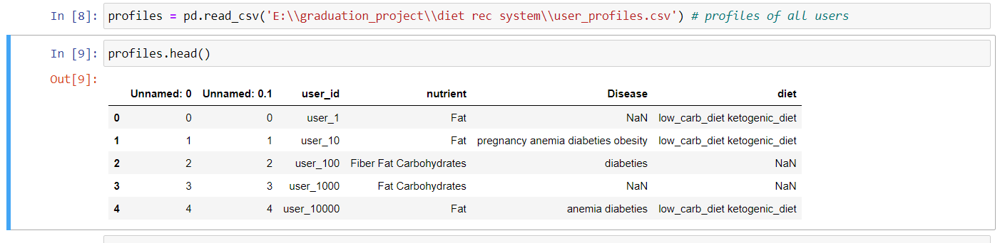 In [8]: profiles = pd.read_csv('E:\\graduation_project\\diet rec system\\user_profiles.csv') # profiles of all users
In [9]: profiles.head()
Out[9]:
Unnamed: 0 Unnamed: 0.1 user_id nutrient Disease diet
0 0 0 user_1 Fat NaN low_carb_diet ketogenic_diet
1 1 1 user_10 Fat pregnancy anemia diabeties obesity low_carb_diet ketogenic_diet
2 2 2 user_100 Fiber Fat Carbohydrates diabeties NaN
3 3 3 user_1000 Fat Carbohydrates NaN NaN
4 4 4 user_10000 Fat anemia diabeties low_carb_diet ketogenic_diet